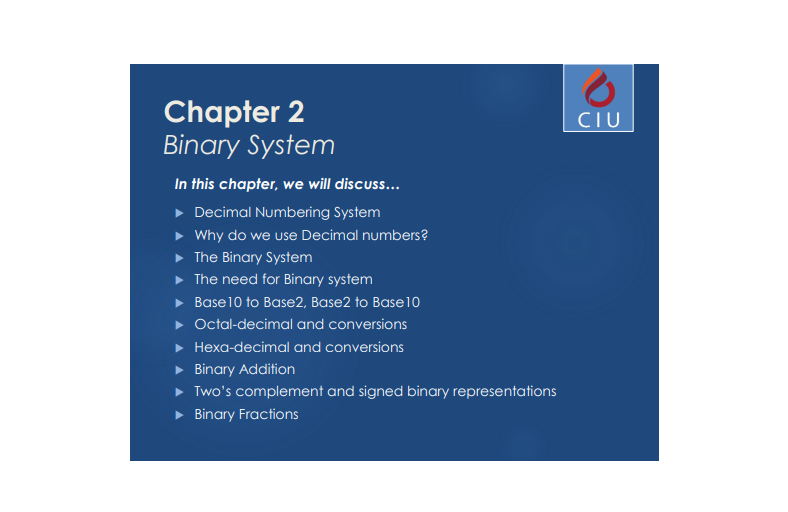 CIU
Chapter 2
Binary System
In this chapter, we will discuss…
Decimal Numbering System
Why do we use Decimal numbers?
The Binary System
The need for Binary system
Base10 to Base2, Base2 to Base10
Octal-decimal and conversions
Hexa-decimal and conversions
Binary Addition
Two’s complement and signed binary representations
Binary Fractions